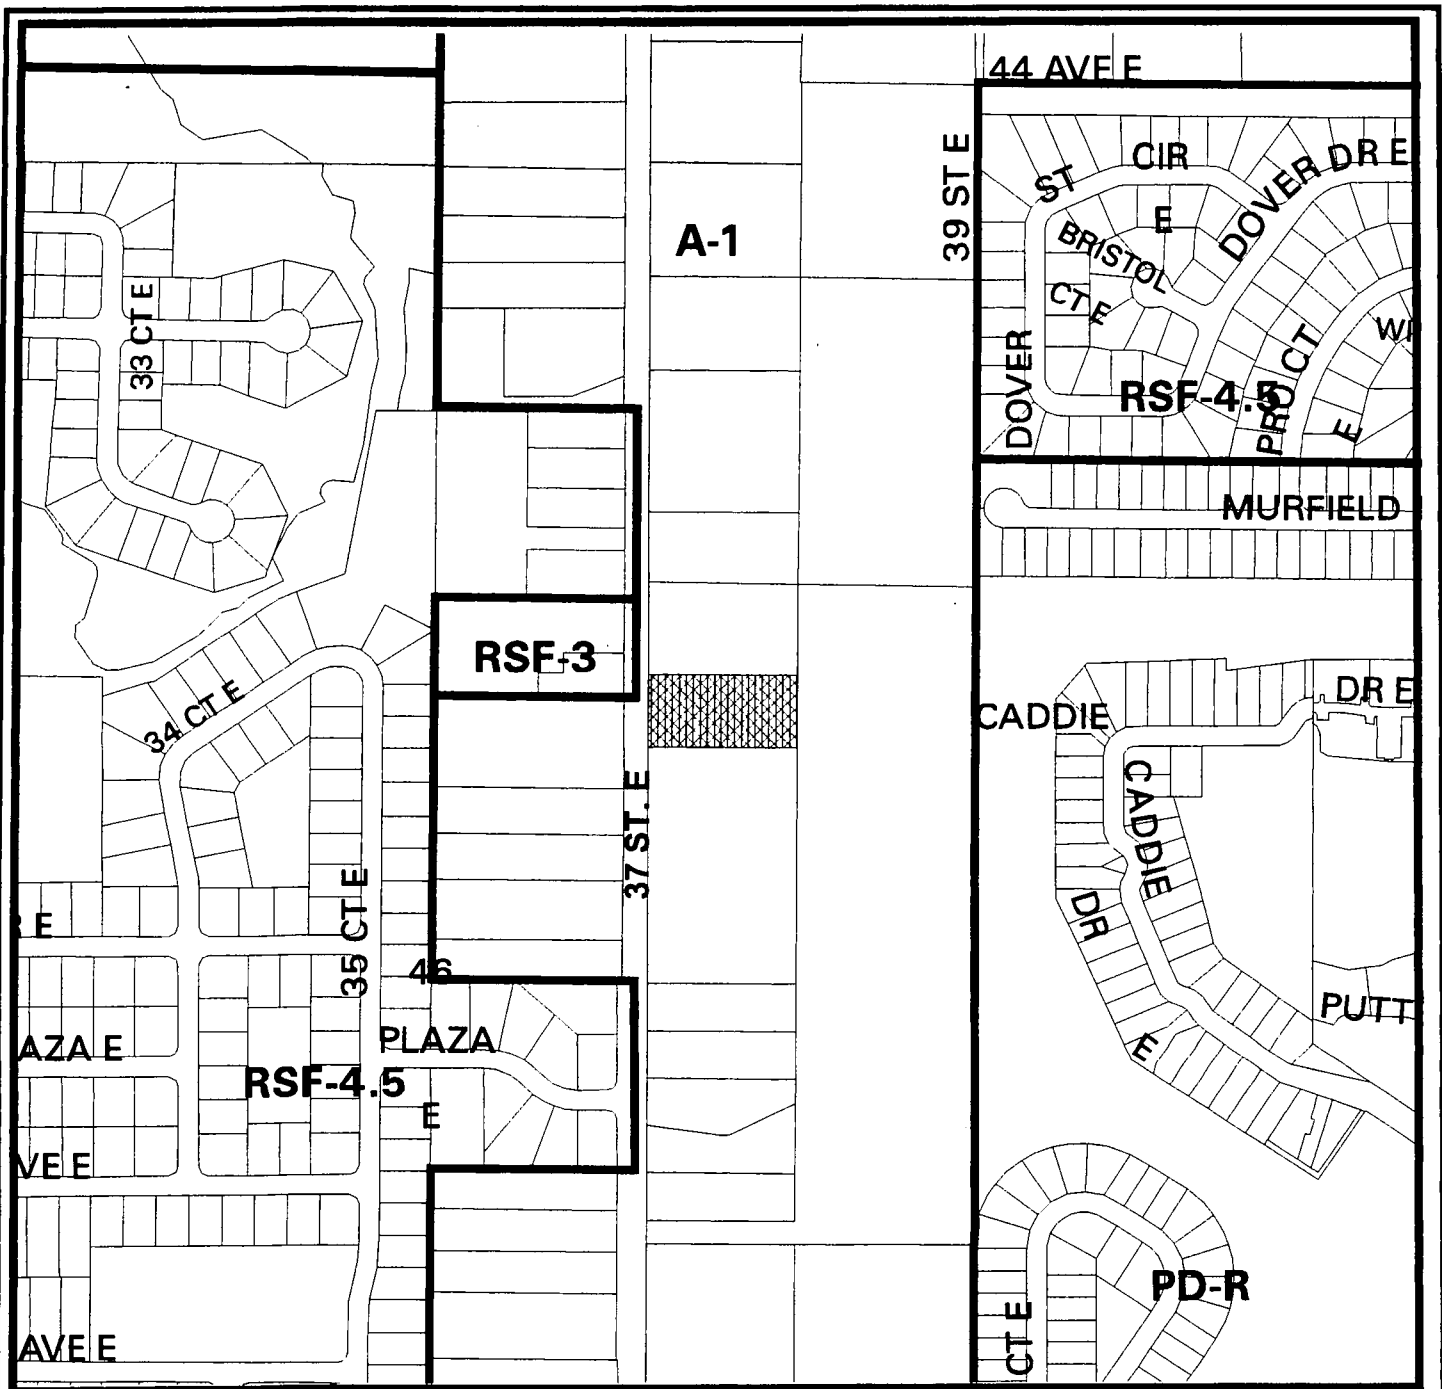 44 AVE E
39 ST E
ST
CIR
E
DOVER DR E
BRISTOL
CT E
A-1
33 CT E
DOVER
PRO CT
E
RSF-4.5
MURFIELD
RSF-3
34 CT E
CADDIE
DR E
CADDIE
DR
E
37 ST. E
35 CT E
R E
46
PLAZA
E
AZA E
RSF-4.5
PUTT
VE E
AVE E
CT E
PD-R